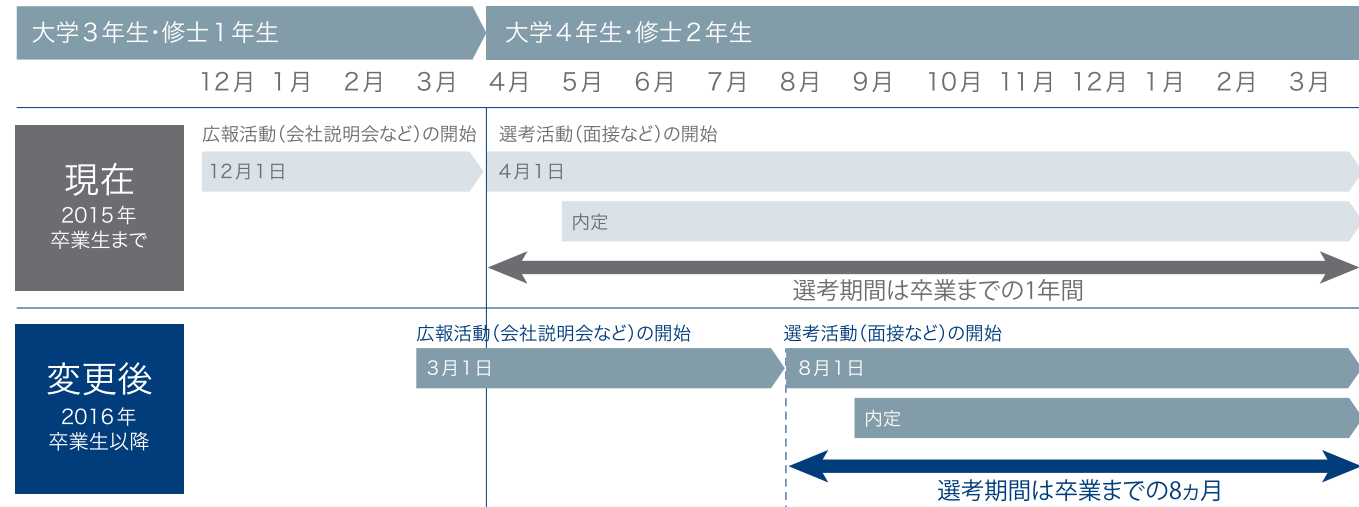 大学3年生・修士1年生
大学4年生・修士2年生
12月 1月 2月 3月 4月 5月 6月 7月 8月 9月 10月 11月 12月 1月 2月 3月
現在
2015年
卒業生まで
広報活動(会社説明会など)の開始
選考活動(面接など)の開始
12月1日
4月1日
内定
選考期間は卒業までの1年間
変更後
2016年
卒業生以降
広報活動(会社説明会など)の開始
選考活動(面接など)の開始
3月1日
8月1日
内定
選考期間は卒業までの8ヵ月